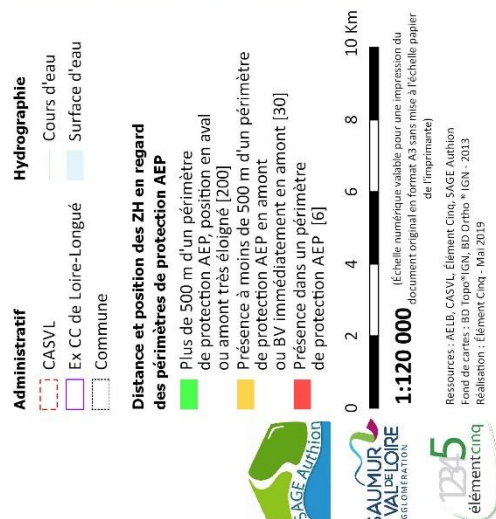 Administratif
CASVL
Ex CC de Loire-Longué
Commune
Hydrographie
Cours d'eau
Surface d'eau
Distance et position des ZH en regard
des périmètres de protection AEP
Plus de 500 m d'un périmètre
de protection AEP, position en aval
ou amont très éloigné [200]
Présence à moins de 500 m d'un périmètre
de protection AEP en amont
ou BV immédiatement en amont [30]
Présence dans un périmètre
de protection AEP [6]
0 2 4 6 8 10 Km
1:120 000
(Échelle numérique valable pour une impression du
document original en format A3 sans mise à l'échelle papier
de l'imprimante)
Ressources : AELB, CASVL, Élément Cinq, SAGE Authion
Fond de cartes : BD Topo®IGN, BD Ortho ® IGN - 2013
Réalisation : Élément Cinq - Mai 2019
SAGE Authion
SAUMUR
VAL DE LOIRE
AGGLOMÉRATION
12345
élémentcinq